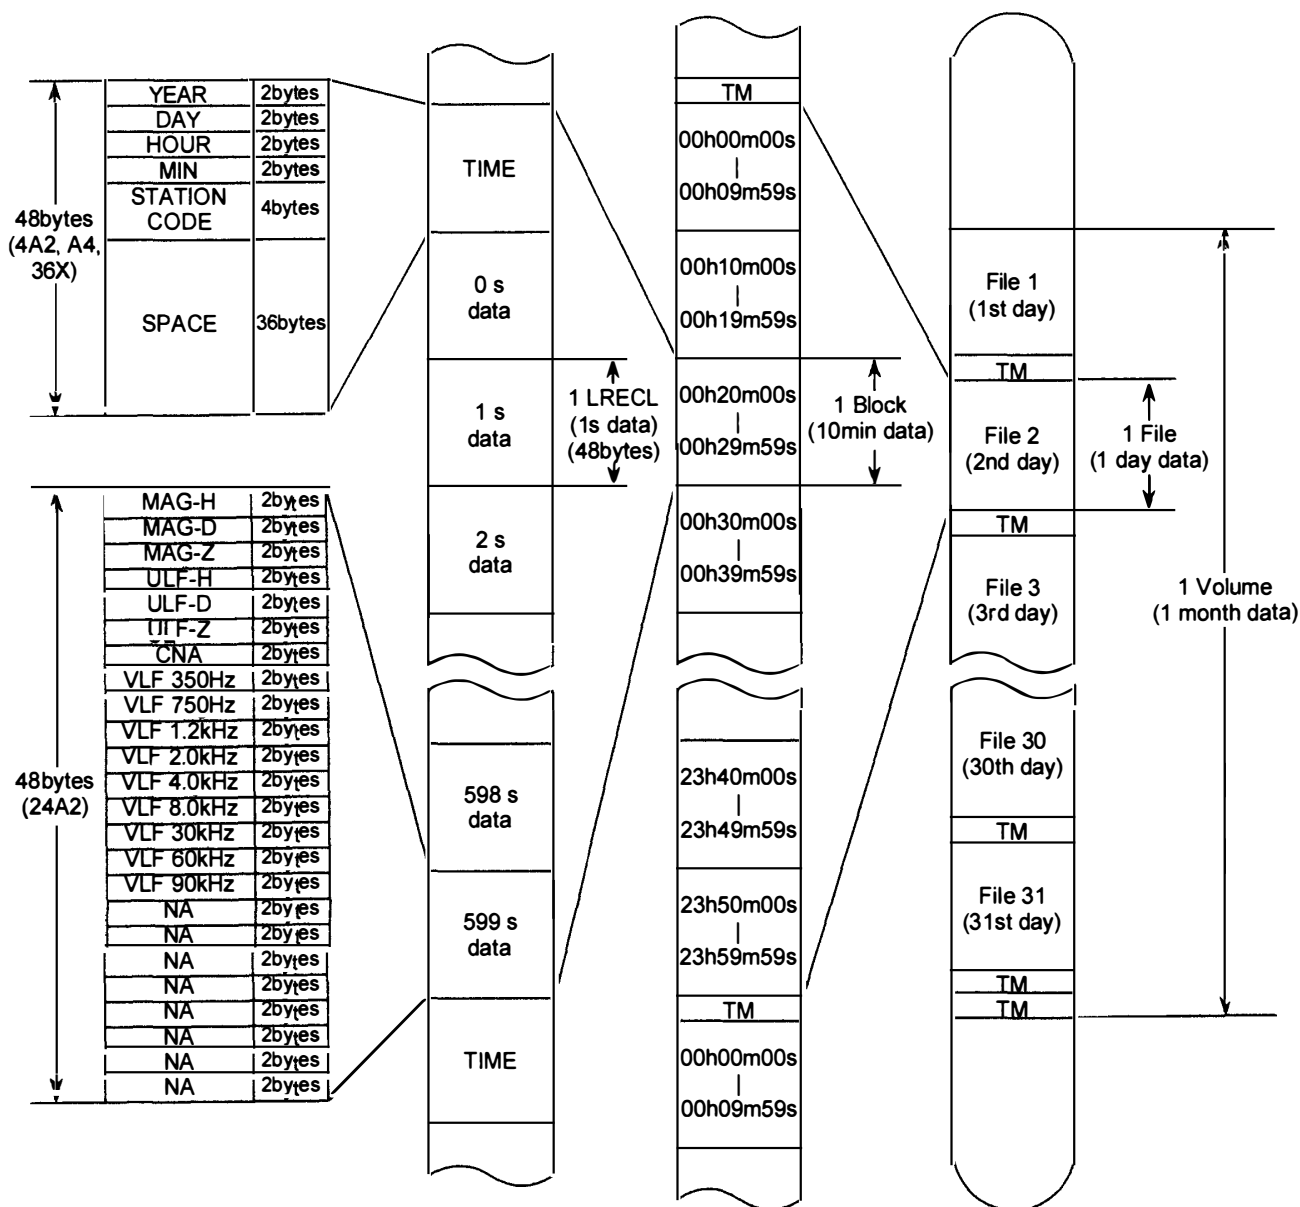 YEAR 2bytes
DAY 2bytes
HOUR 2bytes
MIN 2bytes
STATION
CODE
4bytes
SPACE 36bytes
48bytes
(4A2, A4,
36X)
MAG-H 2bytes
MAG-D 2bytes
MAG-Z 2bytes
ULF-H 2bytes
ULF-D 2bytes
ULF-Z 2bytes
CNA 2bytes
VLF 350Hz 2bytes
VLF 750Hz 2bytes
VLF 1.2kHz 2bytes
VLF 2.0kHz 2bytes
VLF 4.0kHz 2bytes
VLF 8.0kHz 2bytes
VLF 30kHz 2bytes
VLF 60kHz 2bytes
VLF 90kHz 2bytes
NA 2bytes
NA 2bytes
NA 2bytes
NA 2bytes
NA 2bytes
NA 2bytes
NA 2bytes
NA 2bytes
48bytes
(24A2)
TIME
0 s
data
1 s
data
2 s
data
598 s
data
599 s
data
TIME
1 LRECL
(1s data)
(48bytes)
TM
00h00m00s
|
00h09m59s
00h10m00s
|
00h19m59s
00h20m00s
|
00h29m59s
00h30m00s
|
00h39m59s
23h40m00s
|
23h49m59s
23h50m00s
|
23h59m59s
TM
00h00m00s
|
00h09m59s
1 Block
(10min data)
File 1
(1st day)
TM
File 2
(2nd day)
TM
File 3
(3rd day)
File 30
(30th day)
TM
File 31
(31st day)
TM
TM
1 File
(1 day data)
1 Volume
(1 month data)